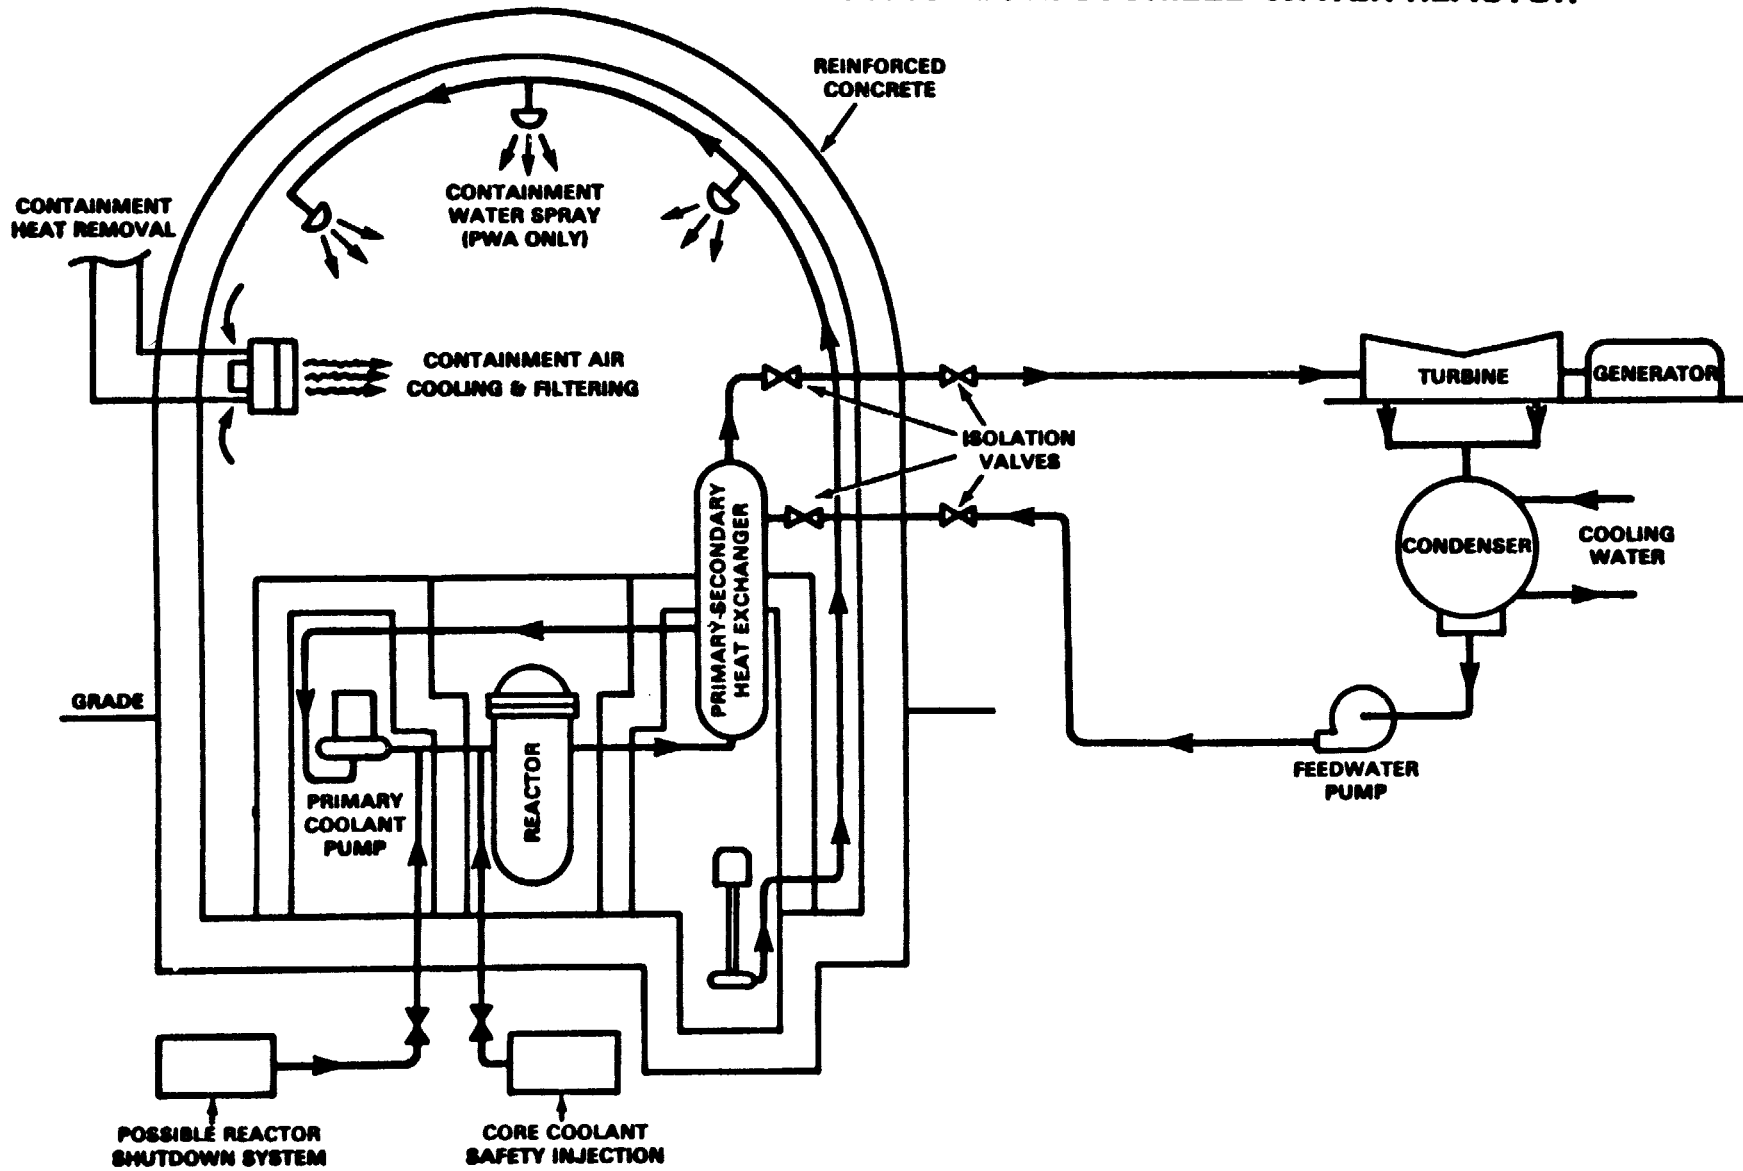 WATER REACTOR
REINFORCED
CONCRETE
CONTAINMENT
WATER SPRAY
(PWA ONLY)
CONTAINMENT
HEAT REMOVAL
CONTAINMENT AIR
COOLING & FILTERING
TURBINE
GENERATOR
ISOLATION
VALVES
PRIMARY-SECONDARY
HEAT EXCHANGER
CONDENSER
COOLING
WATER
GRADE
REACTOR
PRIMARY
COOLANT
PUMP
FEEDWATER
PUMP
POSSIBLE REACTOR
SHUTDOWN SYSTEM
CORE COOLANT
SAFETY INJECTION